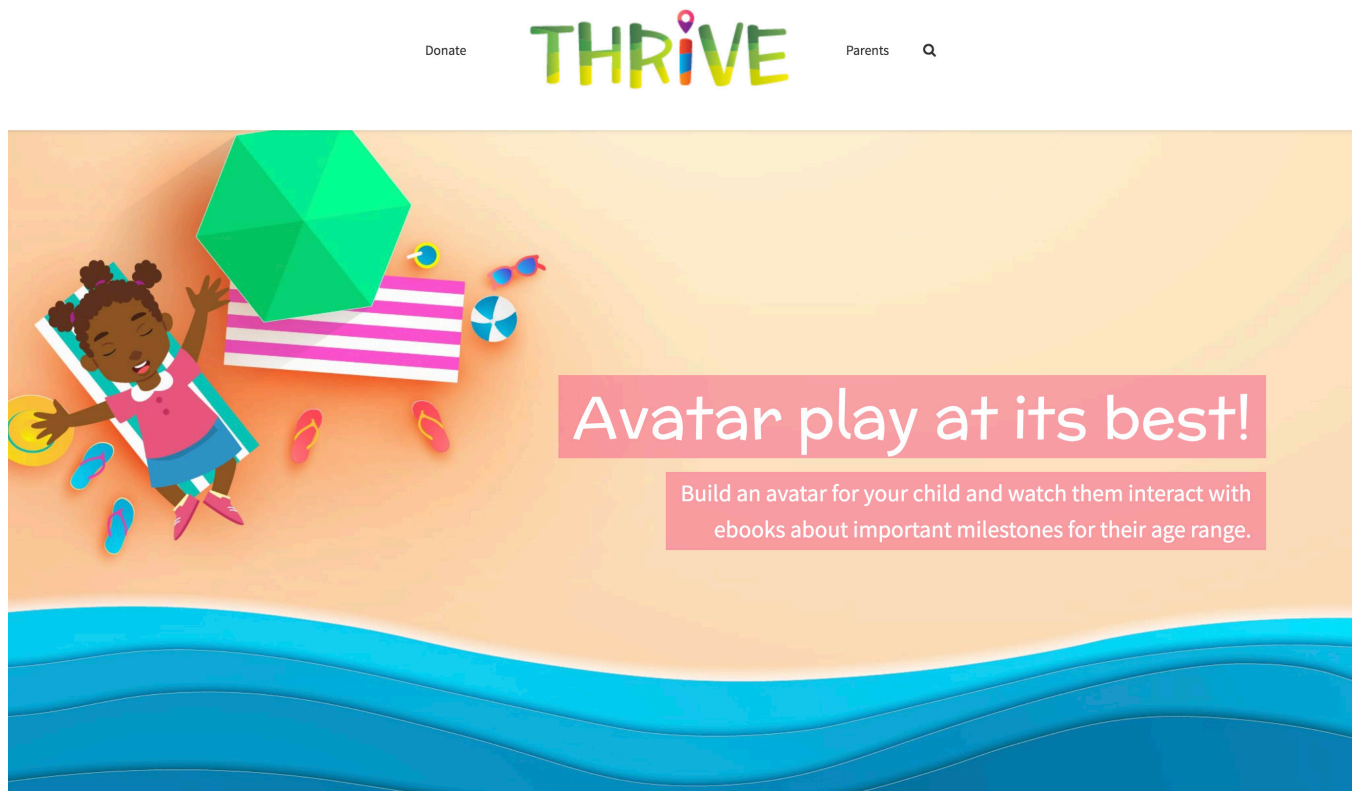 Donate
THRIVE
Parents
Avatar play at its best!
Build an avatar for your child and watch them interact with
ebooks about important milestones for their age range.